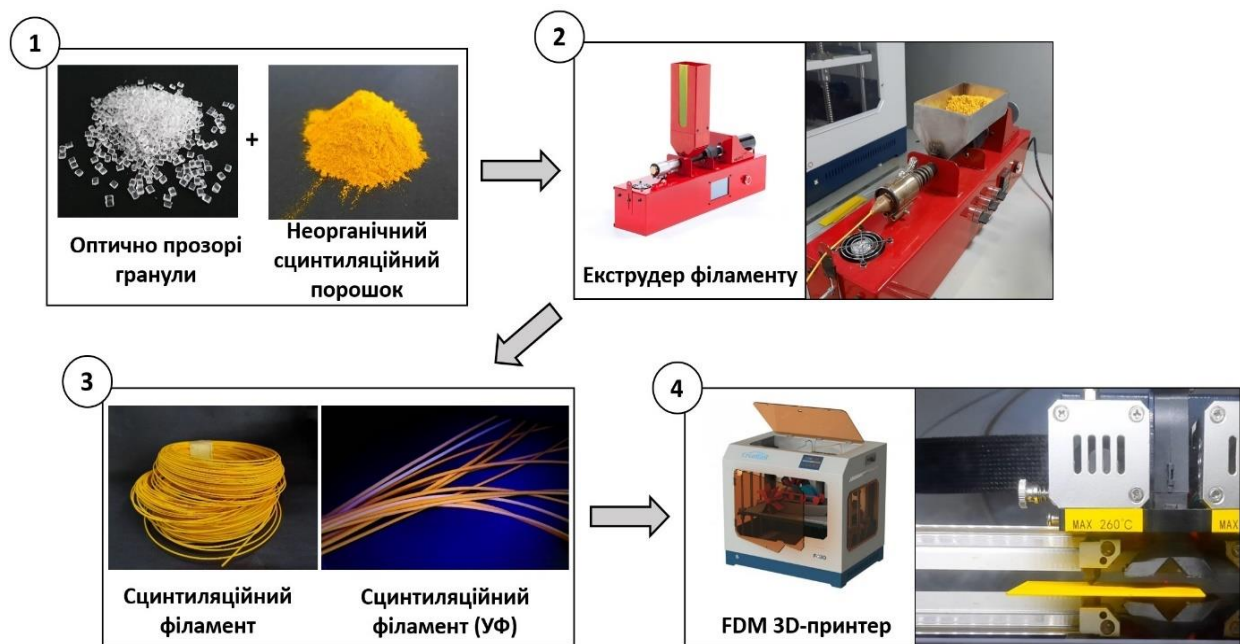 1
+
Оптично прозорі
гранули
Неорганічний
сцинтиляційний
порошок
2
Екструдер філаменту
3
Сцинтиляційний
філамент
Сцинтиляційний
філамент (УФ)
4
FDM 3D-принтер
MAX 260°C
MAX